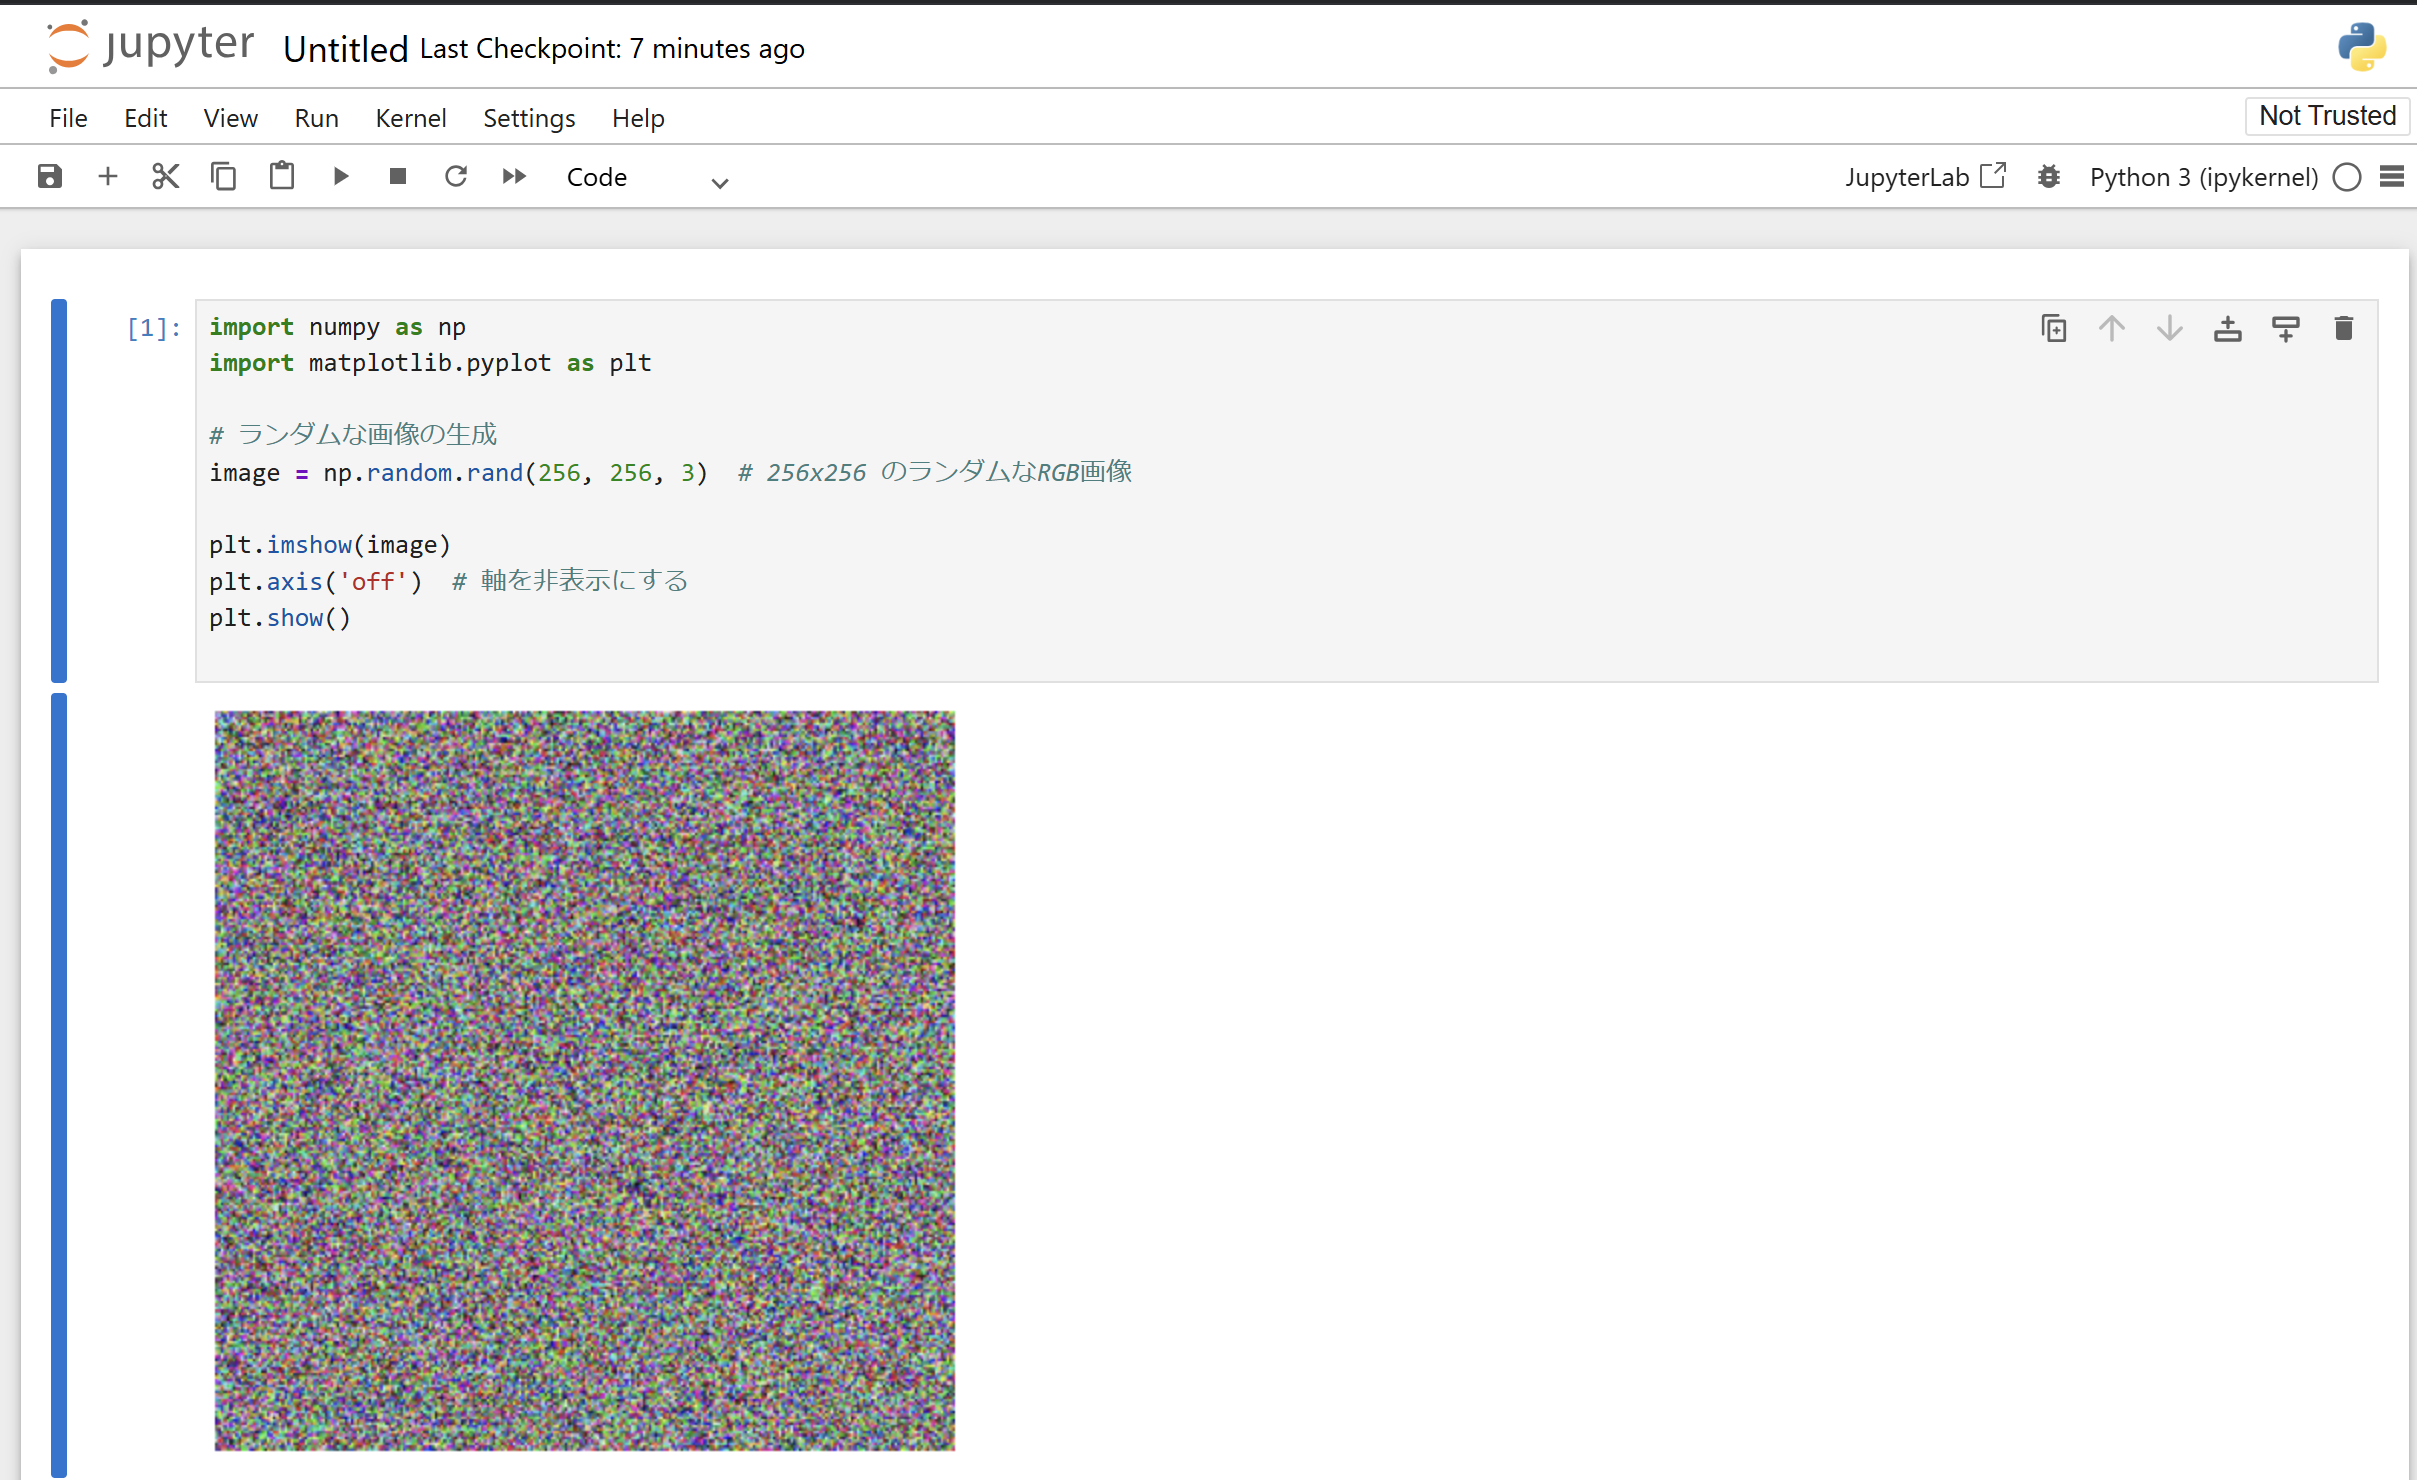 jupyter Untitled Last Checkpoint: 7 minutes ago
File Edit View Run Kernel Settings Help Not Trusted
Code JupyterLab Python 3 (ipykernel)
[1]: import numpy as np
import matplotlib.pyplot as plt
# ランダムな画像の生成
image = np.random.rand(256, 256, 3)  # 256x256 のランダムなRGB画像
plt.imshow(image)
plt.axis('off')  # 軸を非表示にする
plt.show()